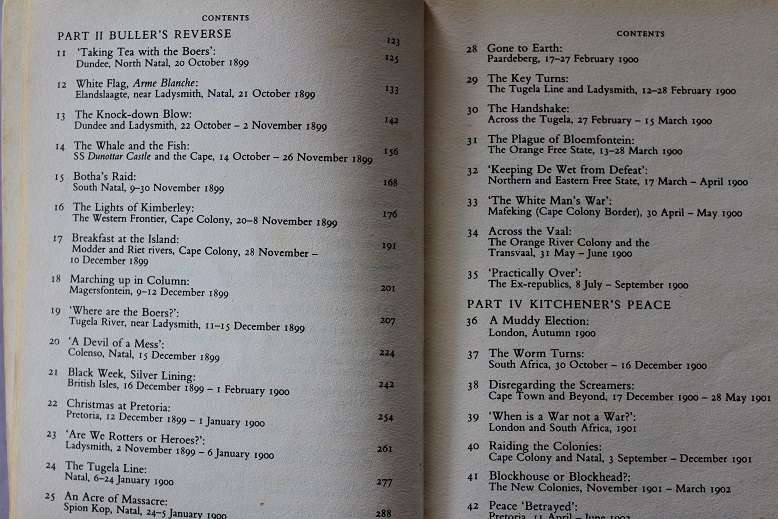 CONTENTS
PART II BULLER'S REVERSE 123
11 'Taking Tea with the Boers': 125
Dundee, North Natal, 20 October 1899
12 White Flag, Arme Blanche: 133
Elandslaagte, near Ladysmith, Natal, 21 October 1899
13 The Knock-down Blow: 142
Dundee and Ladysmith, 22 October – 2 November 1899
14 The Whale and the Fish: 156
SS Dunottar Castle and the Cape, 14 October – 26 November 1899
15 Botha's Raid: 168
South Natal, 9–30 November 1899
16 The Lights of Kimberley: 176
The Western Frontier, Cape Colony, 20–8 November 1899
17 Breakfast at the Island: 191
Modder and Riet rivers, Cape Colony, 28 November –
10 December 1899
18 Marching up in Column: 201
Magersfontein, 9–12 December 1899
19 'Where are the Boers?': 207
Tugela River, near Ladysmith, 11–15 December 1899
20 'A Devil of a Mess': 224
Colenso, Natal, 15 December 1899
21 Black Week, Silver Lining: 242
British Isles, 16 December 1899 – 1 February 1900
22 Christmas at Pretoria: 254
Pretoria, 12 December 1899 – 1 January 1900
23 'Are We Rotters or Heroes?': 261
Ladysmith, 2 November 1899 – 6 January 1900
24 The Tugela Line: 277
Natal, 6–24 January 1900
25 An Acre of Massacre: 288
Spion Kop, Natal, 24–5 January 1900
CONTENTS
28 Gone to Earth:
Paardeberg, 17–27 February 1900
29 The Key Turns:
The Tugela Line and Ladysmith, 12–28 February 1900
30 The Handshake:
Across the Tugela, 27 February – 15 March 1900
31 The Plague of Bloemfontein:
The Orange Free State, 13–28 March 1900
32 'Keeping De Wet from Defeat':
Northern and Eastern Free State, 17 March – April 1900
33 'The White Man's War':
Mafeking (Cape Colony Border), 30 April – May 1900
34 Across the Vaal:
The Orange River Colony and the
Transvaal, 31 May – June 1900
35 'Practically Over':
The Ex-republics, 8 July – September 1900
PART IV KITCHENER'S PEACE
36 A Muddy Election:
London, Autumn 1900
37 The Worm Turns:
South Africa, 30 October – 16 December 1900
38 Disregarding the Screamers:
Cape Town and Beyond, 17 December 1900 – 28 May 1901
39 'When is a War not a War?':
London and South Africa, 1901
40 Raiding the Colonies:
Cape Colony and Natal, 3 September – December 1901
41 Blockhouse or Blockhead?:
The New Colonies, November 1901 – March 1902
42 Peace 'Betrayed':
Pretoria, 11 April – June 1902